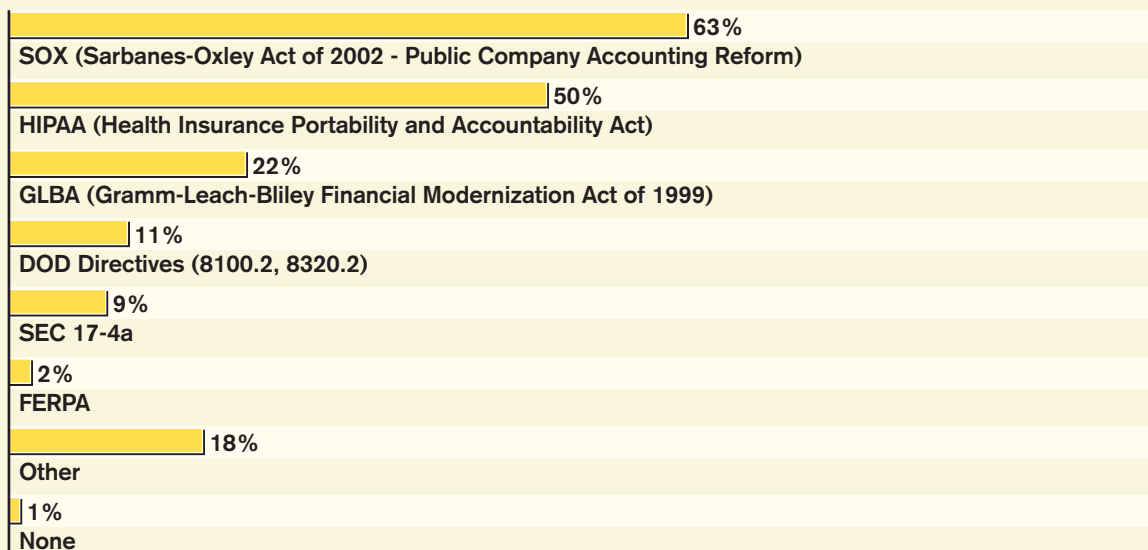 63%
SOX (Sarbanes-Oxley Act of 2002 - Public Company Accounting Reform)
50%
HIPAA (Health Insurance Portability and Accountability Act)
22%
GLBA (Gramm-Leach-Bliley Financial Modernization Act of 1999)
11%
DOD Directives (8100.2, 8320.2)
9%
SEC 17-4a
2%
FERPA
18%
Other
1%
None